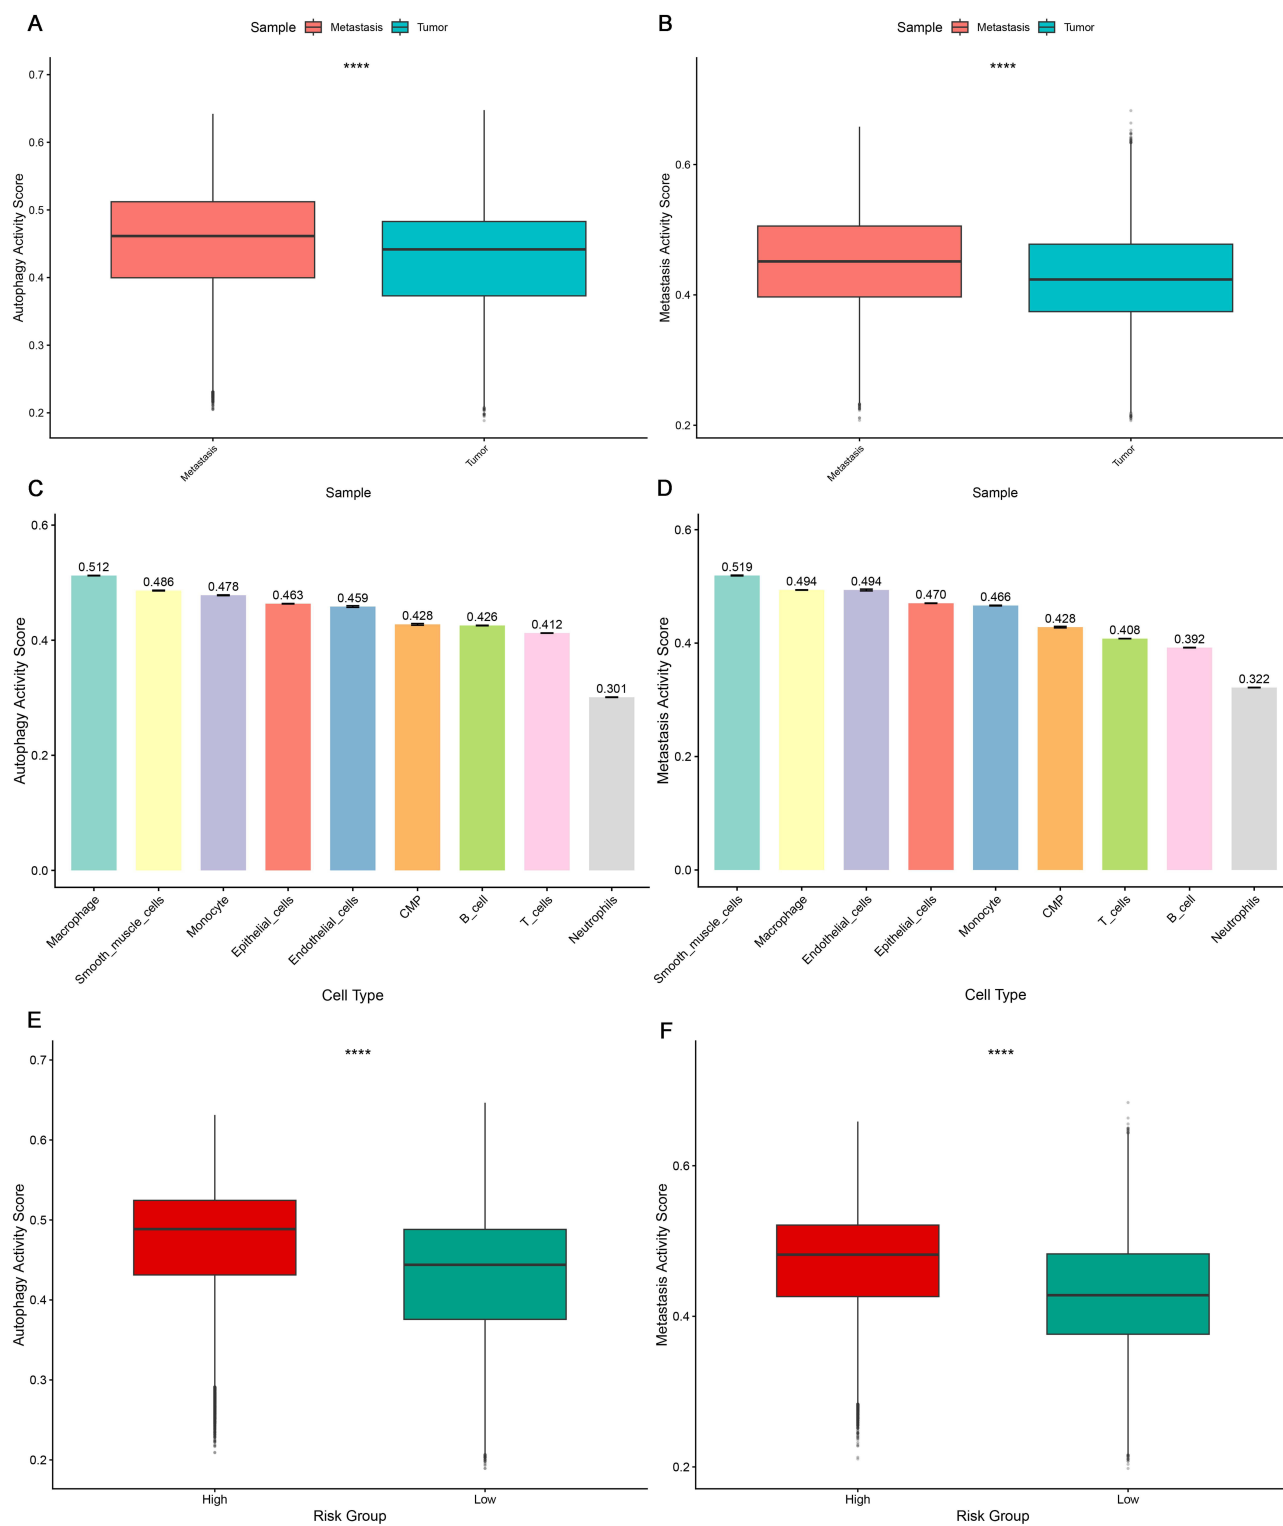 A
Sample Metastasis Tumor
****
Autophagy Activity Score
0.7
0.6
0.5
0.4
0.3
0.2
Metastasis
Tumor
Sample
B
Sample Metastasis Tumor
****
Metastasis Activity Score
0.6
0.4
0.2
Metastasis
Tumor
Sample
C
Autophagy Activity Score
0.6
0.4
0.2
0.0
0.512
0.486
0.478
0.463
0.459
0.428
0.426
0.412
0.301
Macrophage
Smooth_muscle_cells
Monocyte
Epithelial_cells
Endothelial_cells
CMP
B_cell
T_cells
Neutrophils
Cell Type
D
Metastasis Activity Score
0.6
0.4
0.2
0.0
0.519
0.494
0.494
0.470
0.466
0.428
0.408
0.392
0.322
Smooth_muscle_cells
Macrophage
Endothelial_cells
Epithelial_cells
Monocyte
CMP
T_cells
B_cell
Neutrophils
Cell Type
E
****
Autophagy Activity Score
0.7
0.6
0.5
0.4
0.3
0.2
High
Low
Risk Group
F
****
Metastasis Activity Score
0.6
0.4
0.2
High
Low
Risk Group